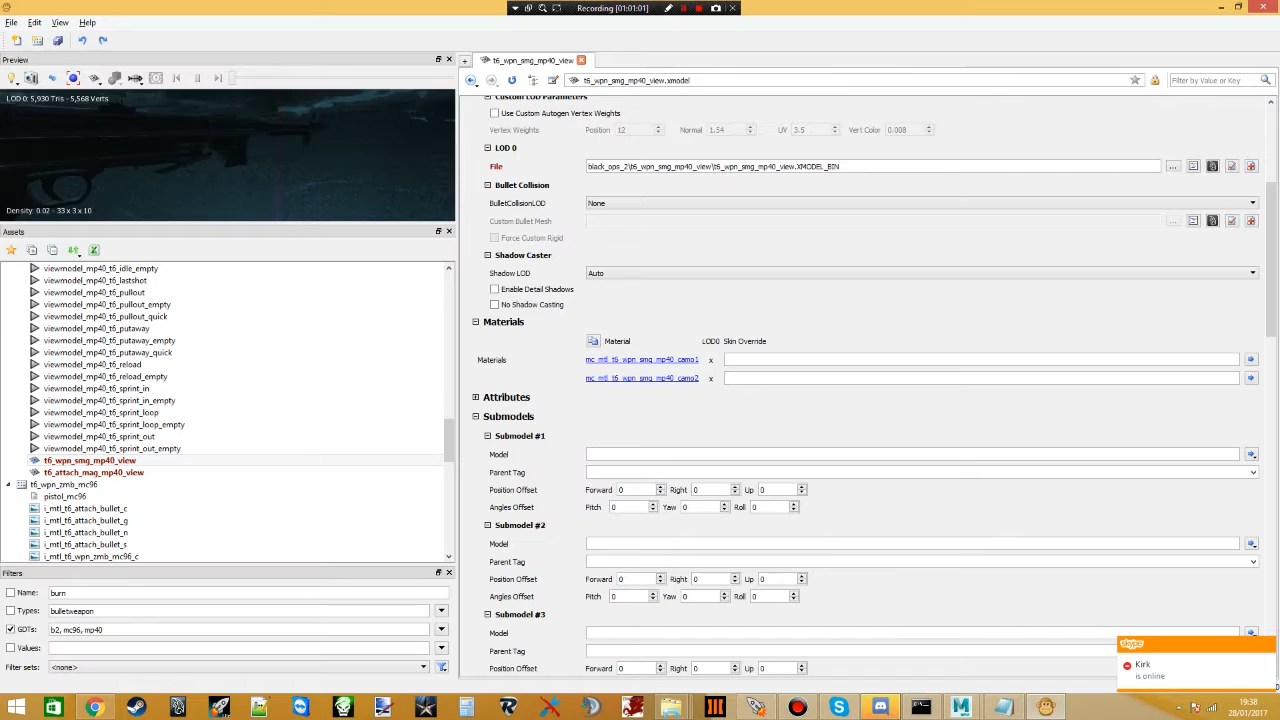 Recording [01:01:01]
File Edit View Help
Preview
LOD 0: 5,930 Tris - 5,568 Verts
Density: 0.02 - 33 x 3 x 10
Assets
viewmodel_mp40_t6_idle_empty
viewmodel_mp40_t6_lastshot
viewmodel_mp40_t6_pullout
viewmodel_mp40_t6_pullout_empty
viewmodel_mp40_t6_pullout_quick
viewmodel_mp40_t6_putaway
viewmodel_mp40_t6_putaway_empty
viewmodel_mp40_t6_putaway_quick
viewmodel_mp40_t6_reload
viewmodel_mp40_t6_reload_empty
viewmodel_mp40_t6_sprint_in
viewmodel_mp40_t6_sprint_in_empty
viewmodel_mp40_t6_sprint_loop
viewmodel_mp40_t6_sprint_loop_empty
viewmodel_mp40_t6_sprint_out
viewmodel_mp40_t6_sprint_out_empty
t6_wpn_smg_mp40_view
t6_attach_mag_mp40_view
t6_wpn_zmb_mc96
pistol_mc96
i_mtl_t6_attach_bullet_c
i_mtl_t6_attach_bullet_g
i_mtl_t6_attach_bullet_n
i_mtl_t6_attach_bullet_s
i_mtl_t6_wpn_zmb_mc96_c
Filters
Name: burn
Types: bulletweapon
GDTs: b2, mc96, mp40
Values:
Filter sets: <none>
t6_wpn_smg_mp40_view
t6_wpn_smg_mp40_view.xmodel
Filter by Value or Key
Custom LOD Parameters
Use Custom Autogen Vertex Weights
Vertex Weights Position 12 Normal 1.54 UV 3.5 Vert Color 0.008
LOD 0
File black_ops_2\t6_wpn_smg_mp40_view\t6_wpn_smg_mp40_view.XMODEL_BIN
Bullet Collision
BulletCollisionLOD None
Custom Bullet Mesh
Force Custom Rigid
Shadow Caster
Shadow LOD Auto
Enable Detail Shadows
No Shadow Casting
Materials
Material LOD0 Skin Override
Materials mc_mtl_t6_wpn_smg_mp40_camo1 x
mc_mtl_t6_wpn_smg_mp40_camo2 x
Attributes
Submodels
Submodel #1
Model
Parent Tag
Position Offset Forward 0 Right 0 Up 0
Angles Offset Pitch 0 Yaw 0 Roll 0
Submodel #2
Model
Parent Tag
Position Offset Forward 0 Right 0 Up 0
Angles Offset Pitch 0 Yaw 0 Roll 0
Submodel #3
Model
Parent Tag
Position Offset Forward 0 Right 0 Up 0
skype
Kirk
is online
19:38
28/01/2017